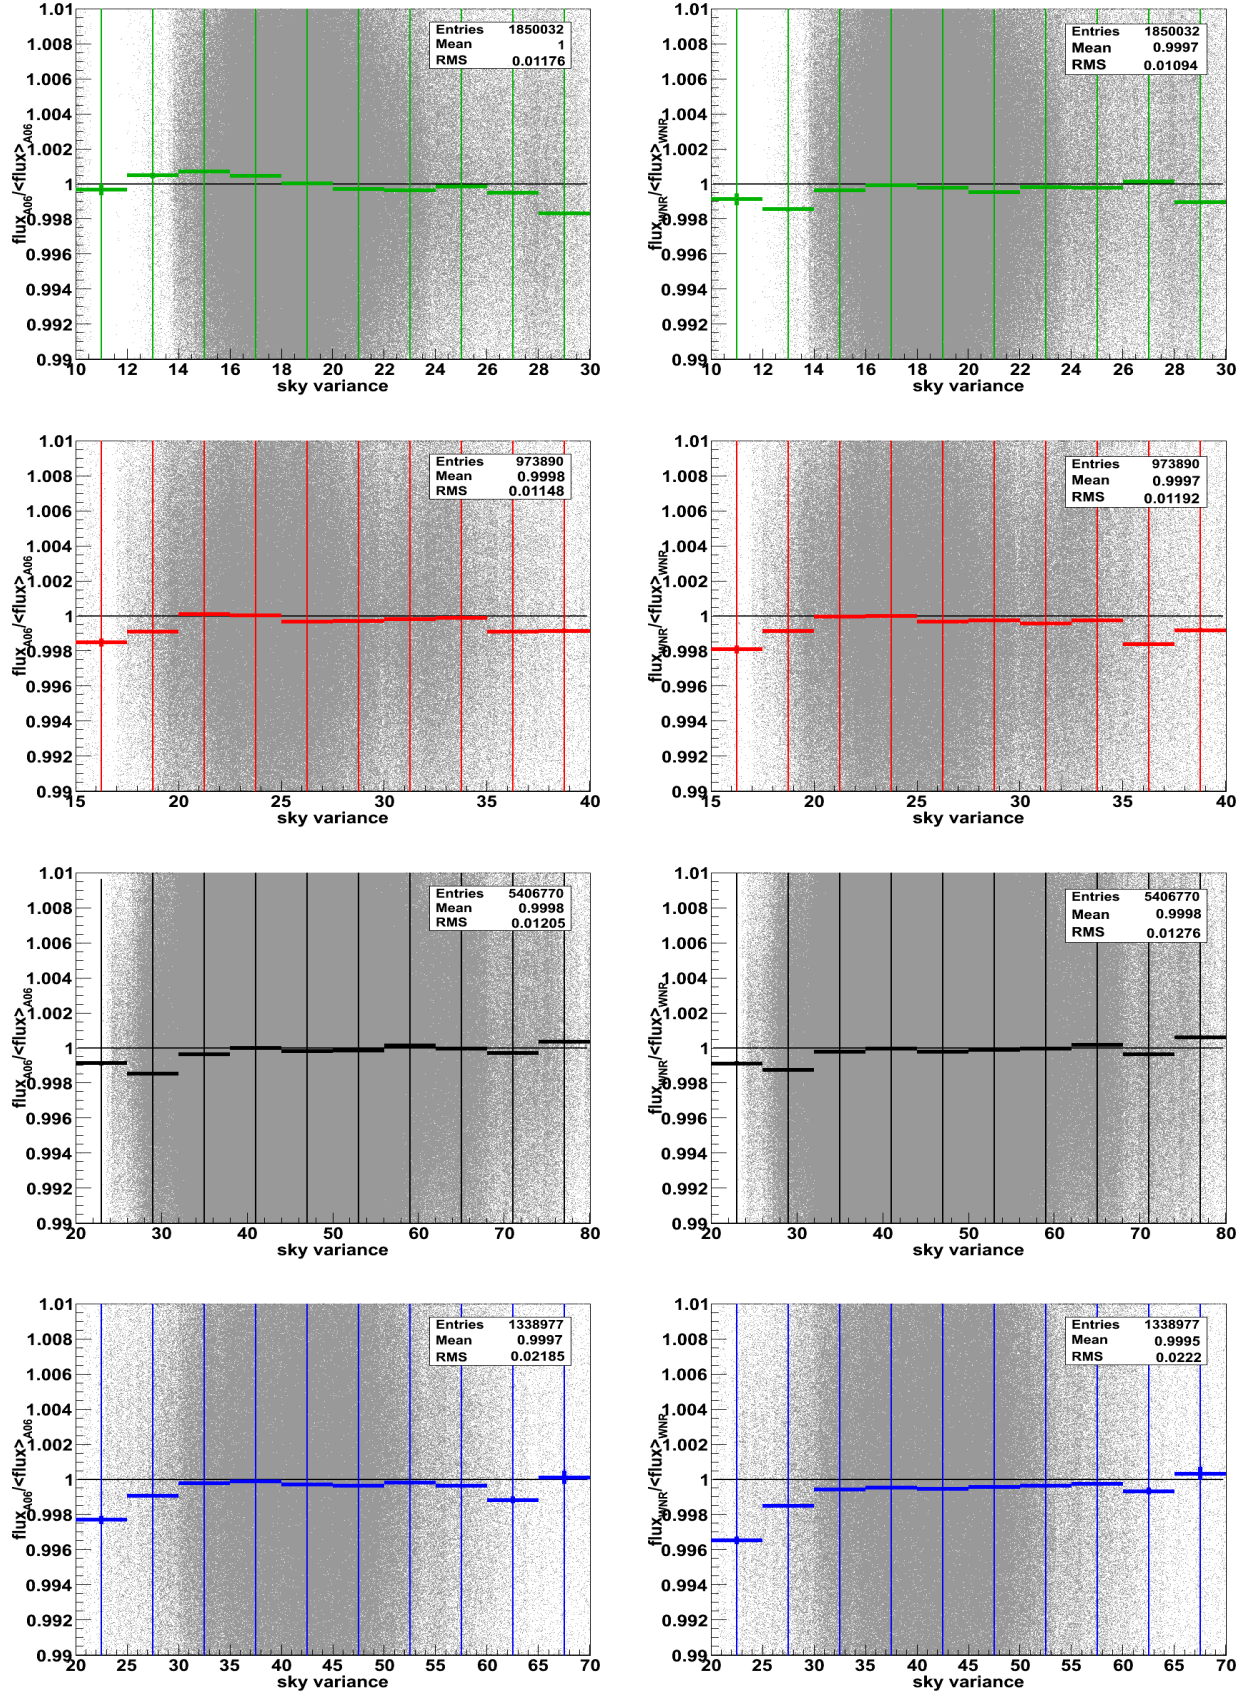 1.01
1.008
1.006
1.004
1.002
1
0.998
0.996
0.994
0.992
0.99
flux_A06/<flux>_A06
Entries 1850032
Mean 1
RMS 0.01176
10 12 14 16 18 20 22 24 26 28 30
sky variance
1.01
1.008
1.006
1.004
1.002
1
0.998
0.996
0.994
0.992
0.99
flux_WNR/<flux>_WNR
Entries 1850032
Mean 0.9997
RMS 0.01094
10 12 14 16 18 20 22 24 26 28 30
sky variance
1.01
1.008
1.006
1.004
1.002
1
0.998
0.996
0.994
0.992
0.99
flux_A06/<flux>_A06
Entries 973890
Mean 0.9998
RMS 0.01148
15 20 25 30 35 40
sky variance
1.01
1.008
1.006
1.004
1.002
1
0.998
0.996
0.994
0.992
0.99
flux_WNR/<flux>_WNR
Entries 973890
Mean 0.9997
RMS 0.01192
15 20 25 30 35 40
sky variance
1.01
1.008
1.006
1.004
1.002
1
0.998
0.996
0.994
0.992
0.99
flux_A06/<flux>_A06
Entries 5406770
Mean 0.9998
RMS 0.01205
20 30 40 50 60 70 80
sky variance
1.01
1.008
1.006
1.004
1.002
1
0.998
0.996
0.994
0.992
0.99
flux_WNR/<flux>_WNR
Entries 5406770
Mean 0.9998
RMS 0.01276
20 30 40 50 60 70 80
sky variance
1.01
1.008
1.006
1.004
1.002
1
0.998
0.996
0.994
0.992
0.99
flux_A06/<flux>_A06
Entries 1338977
Mean 0.9997
RMS 0.02185
20 25 30 35 40 45 50 55 60 65 70
sky variance
1.01
1.008
1.006
1.004
1.002
1
0.998
0.996
0.994
0.992
0.99
flux_WNR/<flux>_WNR
Entries 1338977
Mean 0.9995
RMS 0.0222
20 25 30 35 40 45 50 55 60 65 70
sky variance